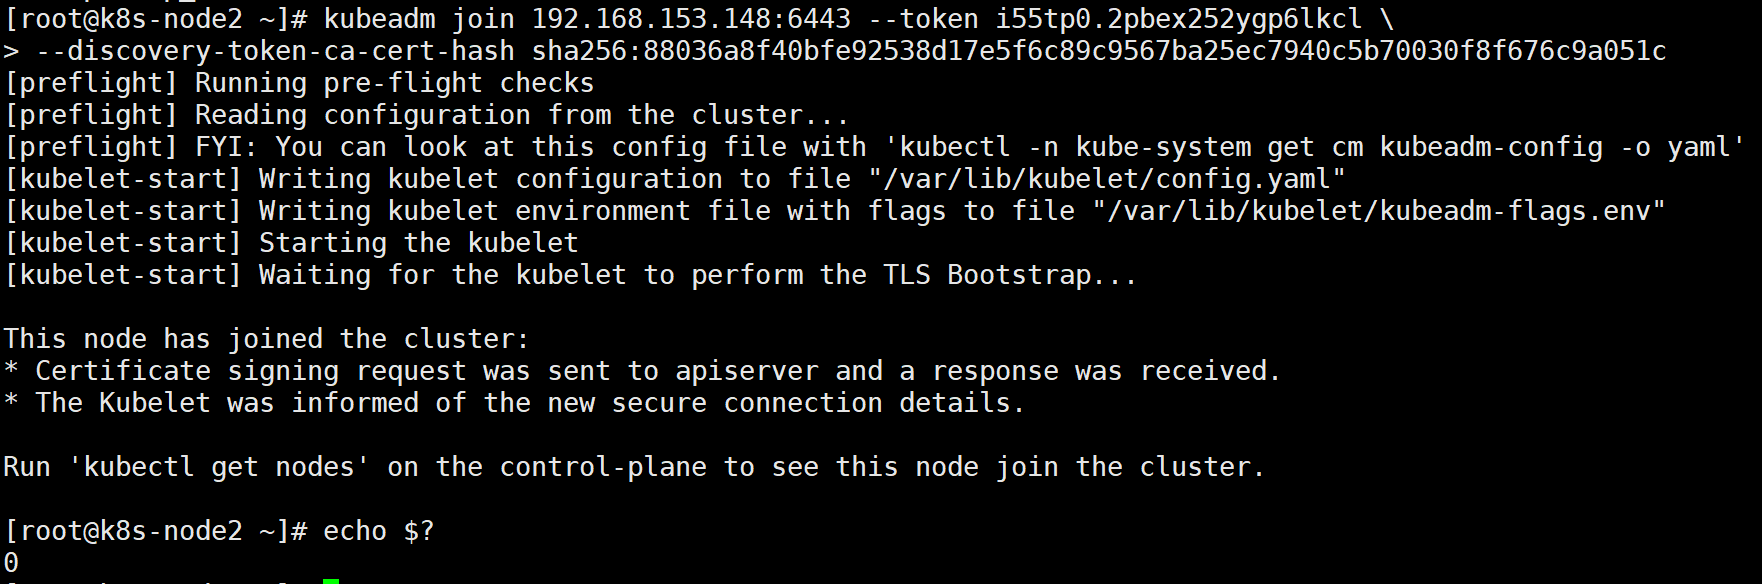 [root@k8s-node2 ~]# kubeadm join 192.168.153.148:6443 --token i55tp0.2pbex252ygp6lkcl \
> --discovery-token-ca-cert-hash sha256:88036a8f40bfe92538d17e5f6c89c9567ba25ec7940c5b70030f8f676c9a051c
[preflight] Running pre-flight checks
[preflight] Reading configuration from the cluster...
[preflight] FYI: You can look at this config file with 'kubectl -n kube-system get cm kubeadm-config -o yaml'
[kubelet-start] Writing kubelet configuration to file "/var/lib/kubelet/config.yaml"
[kubelet-start] Writing kubelet environment file with flags to file "/var/lib/kubelet/kubeadm-flags.env"
[kubelet-start] Starting the kubelet
[kubelet-start] Waiting for the kubelet to perform the TLS Bootstrap...
This node has joined the cluster:
* Certificate signing request was sent to apiserver and a response was received.
* The Kubelet was informed of the new secure connection details.
Run 'kubectl get nodes' on the control-plane to see this node join the cluster.
[root@k8s-node2 ~]# echo $?
0